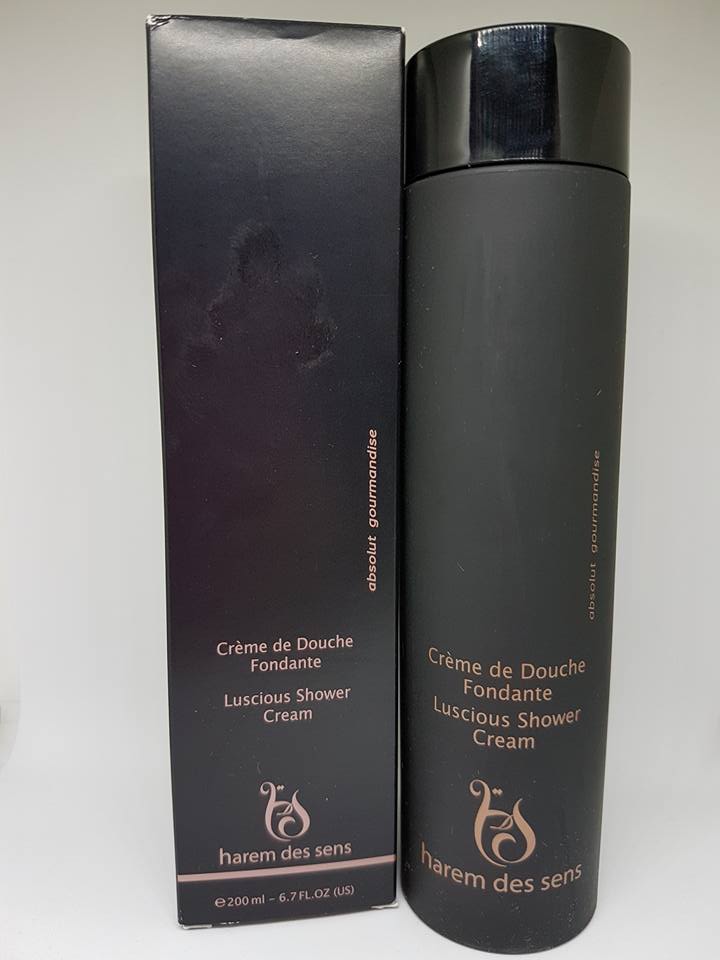 absolut gourmandise
Crème de Douche
Fondante
Luscious Shower
Cream
harem des sens
℮200 ml – 6.7 FL.OZ (US)
absolut gourmandise
Crème de Douche
Fondante
Luscious Shower
Cream
harem des sens